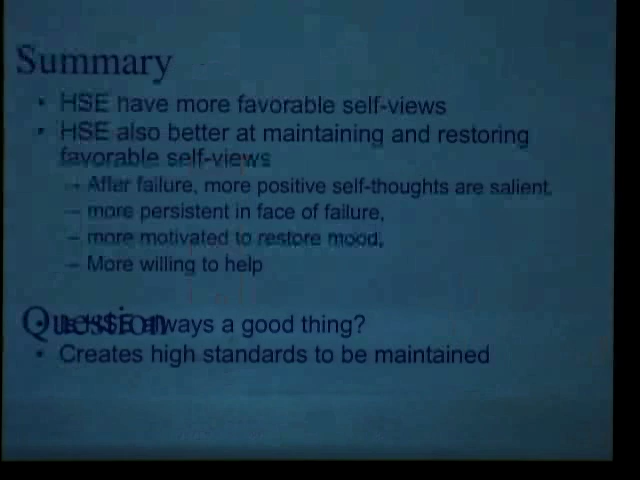 Summary
• HSE have more favorable self-views
• HSE also better at maintaining and restoring
favorable self-views
– After failure, more positive self-thoughts are salient,
– more persistent in face of failure,
– more motivated to restore mood,
– More willing to help
Question
• Is HSE always a good thing?
• Creates high standards to be maintained